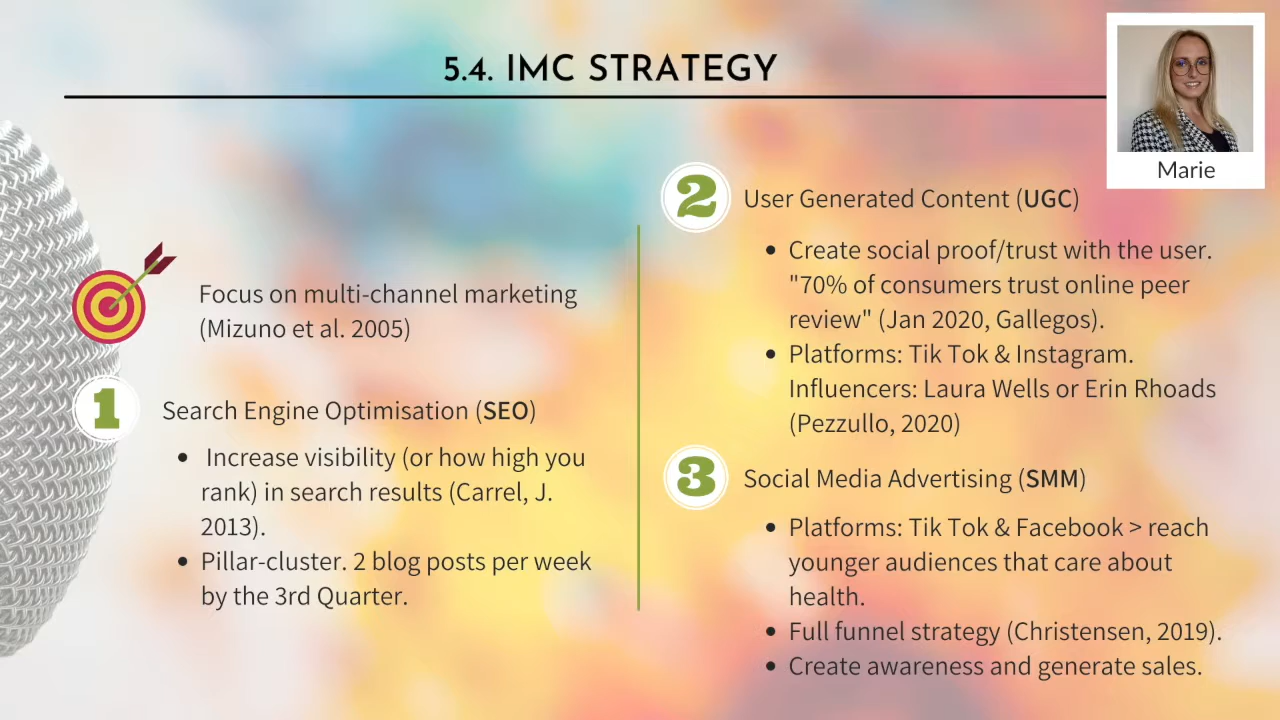 5.4. IMC STRATEGY
Marie
Focus on multi-channel marketing
(Mizuno et al. 2005)
1
Search Engine Optimisation (SEO)
• Increase visibility (or how high you
rank) in search results (Carrel, J.
2013).
• Pillar-cluster. 2 blog posts per week
by the 3rd Quarter.
2
User Generated Content (UGC)
• Create social proof/trust with the user.
"70% of consumers trust online peer
review" (Jan 2020, Gallegos).
• Platforms: Tik Tok & Instagram.
Influencers: Laura Wells or Erin Rhoads
(Pezzullo, 2020)
3
Social Media Advertising (SMM)
• Platforms: Tik Tok & Facebook > reach
younger audiences that care about
health.
• Full funnel strategy (Christensen, 2019).
• Create awareness and generate sales.